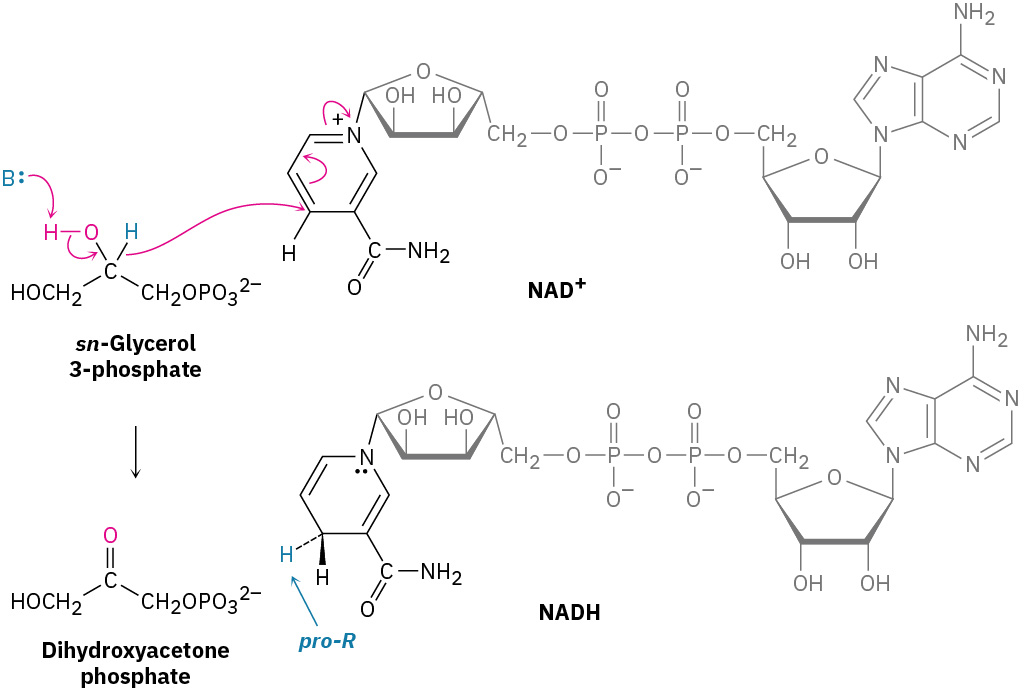 NH₂
O
OH HO
N
N
+
N
CH₂—O—P—O—P—O—CH₂
O
O
O⁻
O⁻
O
N
N
OH
OH
B:
H—O H
C
HOCH₂ CH₂OPO₃²⁻
H
C—NH₂
O
NAD⁺
sn-Glycerol
3-phosphate
NH₂
O
OH HO
N
N
N
CH₂—O—P—O—P—O—CH₂
O
O
O⁻
O⁻
O
N
N
OH
OH
O
C
HOCH₂ CH₂OPO₃²⁻
H
H
C—NH₂
O
NADH
pro-R
Dihydroxyacetone
phosphate